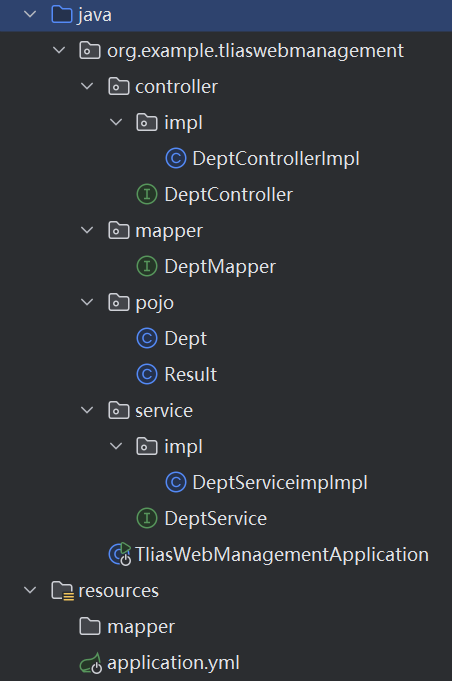 java
org.example.tliaswebmanagement
controller
impl
DeptControllerImpl
DeptController
mapper
DeptMapper
pojo
Dept
Result
service
impl
DeptServiceimpImpl
DeptService
TliasWebManagementApplication
resources
mapper
application.yml